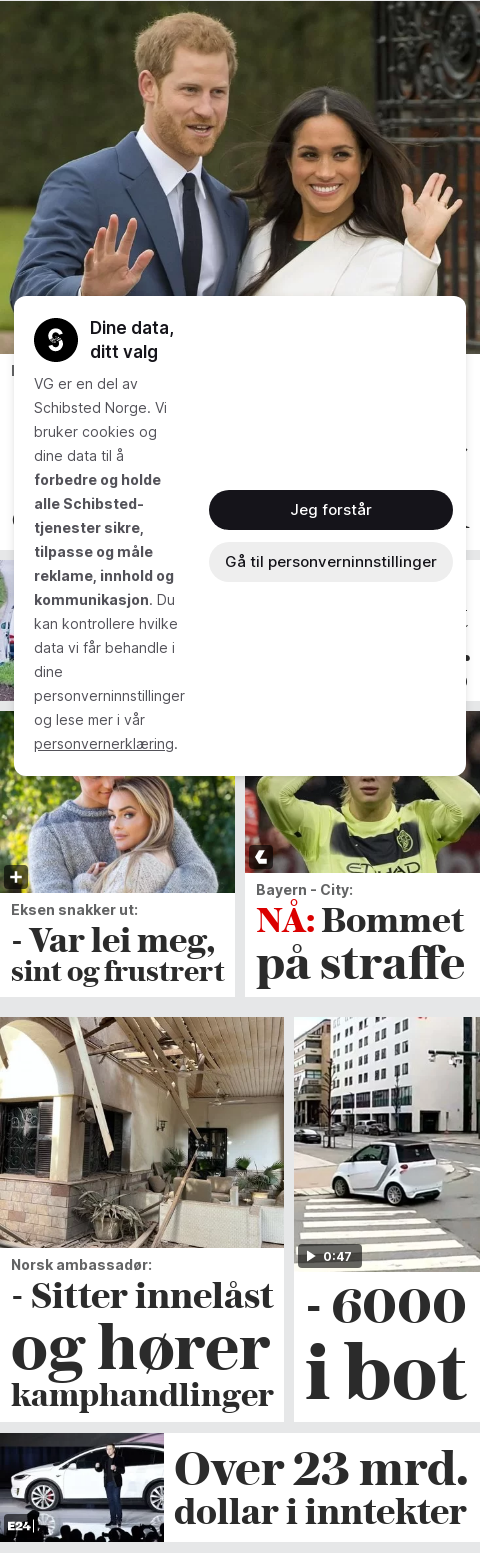 Dine data,
ditt valg
VG er en del av
Schibsted Norge. Vi
bruker cookies og
dine data til å
forbedre og holde
alle Schibsted-
tjenester sikre,
tilpasse og måle
reklame, innhold og
kommunikasjon. Du
kan kontrollere hvilke
data vi får behandle i
dine
personverninnstillinger
og lese mer i vår
personvernerklæring.
Jeg forstår
Gå til personverninnstillinger
Eksen snakker ut:
- Var lei meg,
sint og frustrert
ETIHAD
Bayern - City:
NÅ: Bommet
på straffe
Norsk ambassadør:
- Sitter innelåst
og hører
kamphandlinger
0:47
- 6000
i bot
E24
Over 23 mrd.
dollar i inntekter